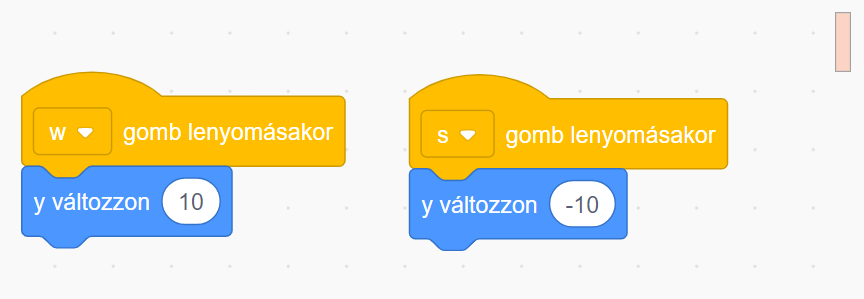 w gomb lenyomásakor
y változzon 10
s gomb lenyomásakor
y változzon -10